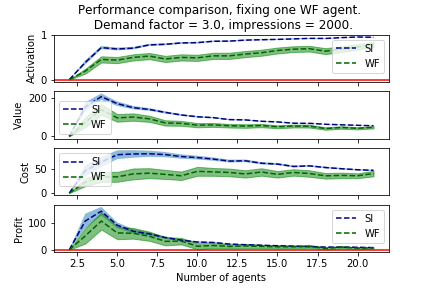 Performance comparison, fixing one WF agent.
Demand factor = 3.0, impressions = 2000.
Activation
1
0
SI
WF
Value
200
0
SI
WF
Cost
50
0
SI
WF
Profit
100
0
SI
WF
2.5 5.0 7.5 10.0 12.5 15.0 17.5 20.0
Number of agents